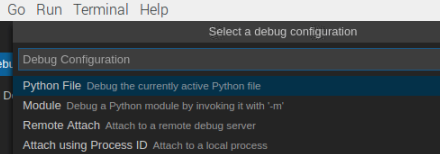 Go Run Terminal Help
Select a debug configuration
Debug Configuration
Python File Debug the currently active Python file
Module Debug a Python module by invoking it with '-m'
Remote Attach Attach to a remote debug server
Attach using Process ID Attach to a local process